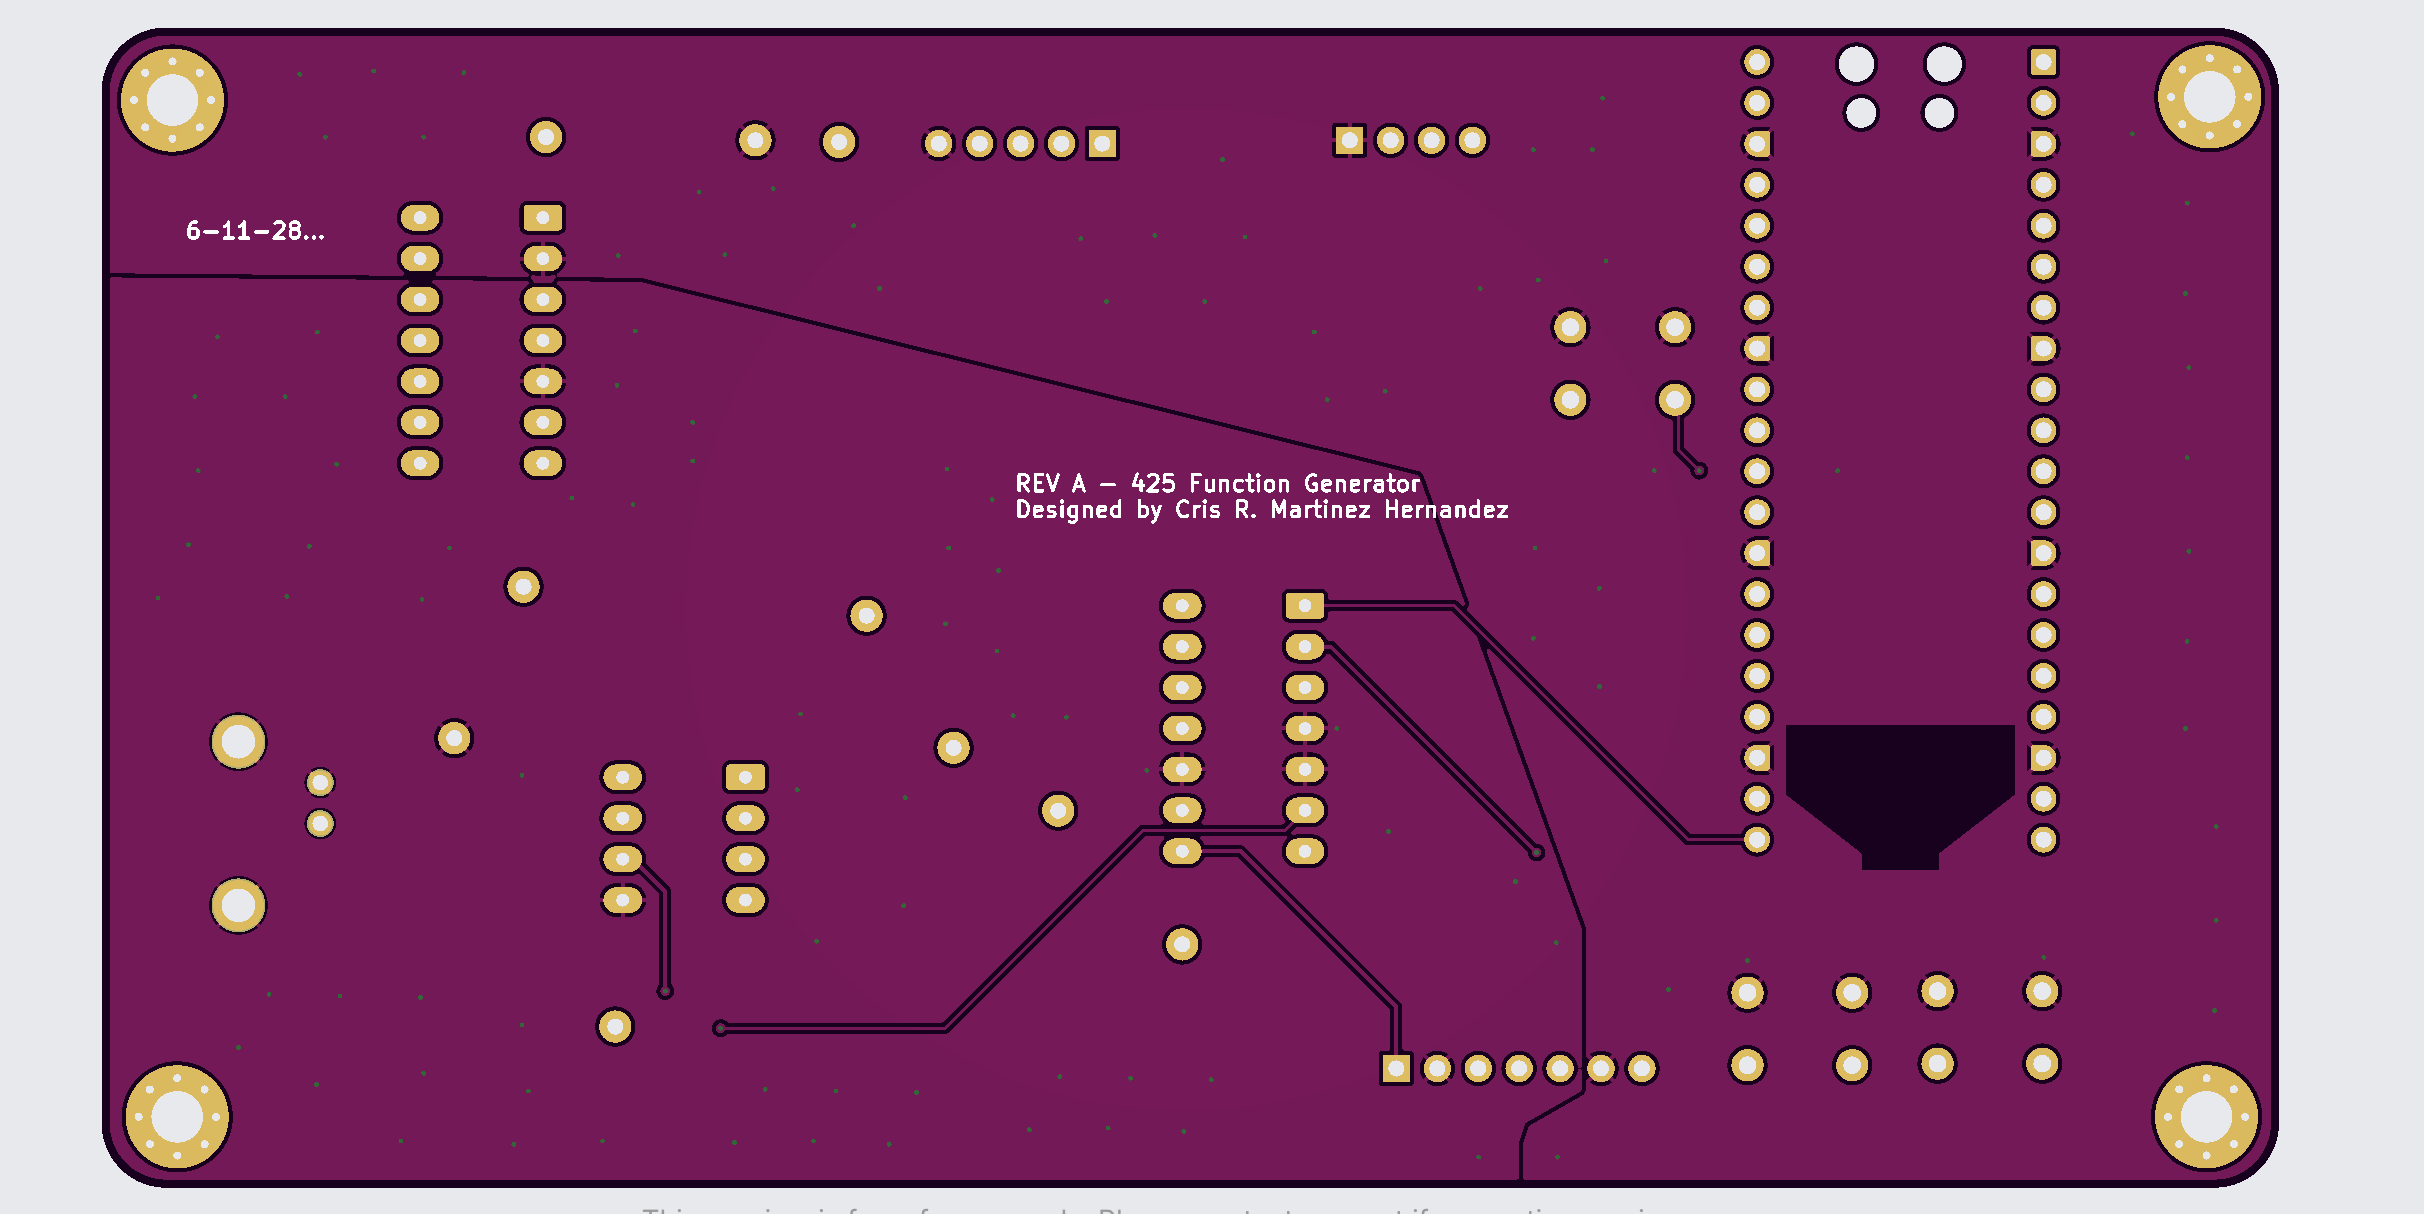 6-11-28...
REV A - 425 Function Generator
Designed by Cris R. Martinez Hernandez